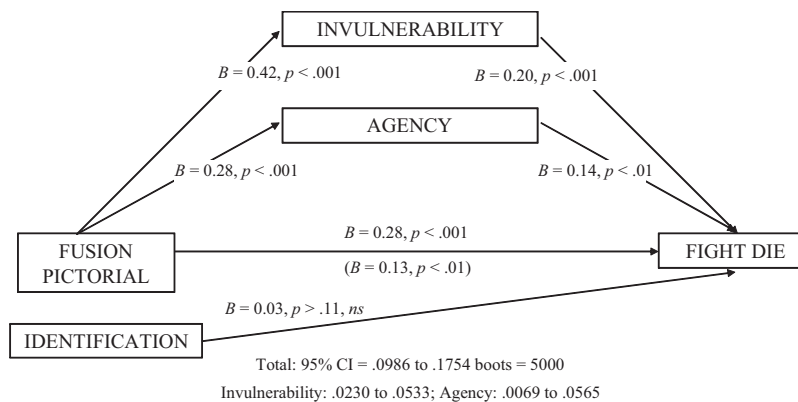 INVULNERABILITY
B = 0.42, p < .001
B = 0.20, p < .001
AGENCY
B = 0.28, p < .001
B = 0.14, p < .01
B = 0.28, p < .001
FUSION
PICTORIAL
FIGHT DIE
(B = 0.13, p < .01)
B = 0.03, p > .11, ns
IDENTIFICATION
Total: 95% CI = .0986 to .1754 boots = 5000
Invulnerability: .0230 to .0533; Agency: .0069 to .0565